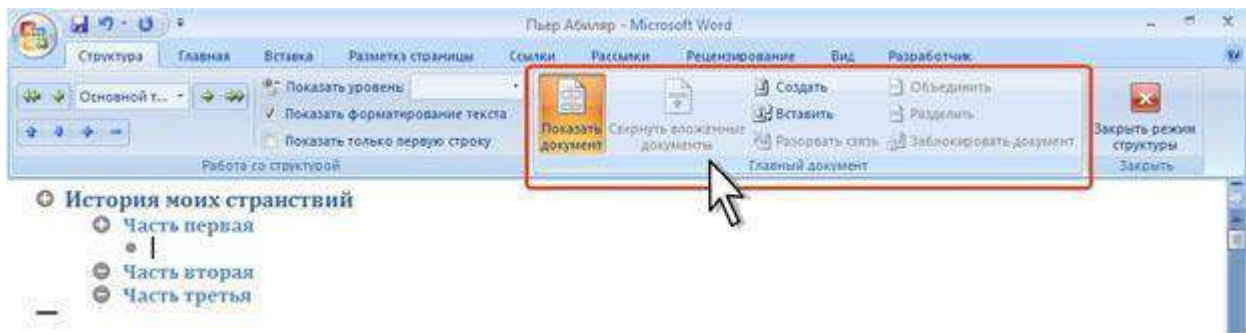 Пьер Абиляр - Microsoft Word
Структура Главная Вставка Разметка страницы Ссылки Рассылки Рецензирование Вид Разработчик
Основной т...
Показать уровень:
Показать форматирование текста
Показать только первую строку
Работа со структурой
Показать документ
Свернуть вложенные документы
Создать
Вставить
Разорвать связь
Объединить
Разделить
Заблокировать документ
Главный документ
Закрыть режим структуры
Закрыть
История моих странствий
Часть первая
Часть вторая
Часть третья